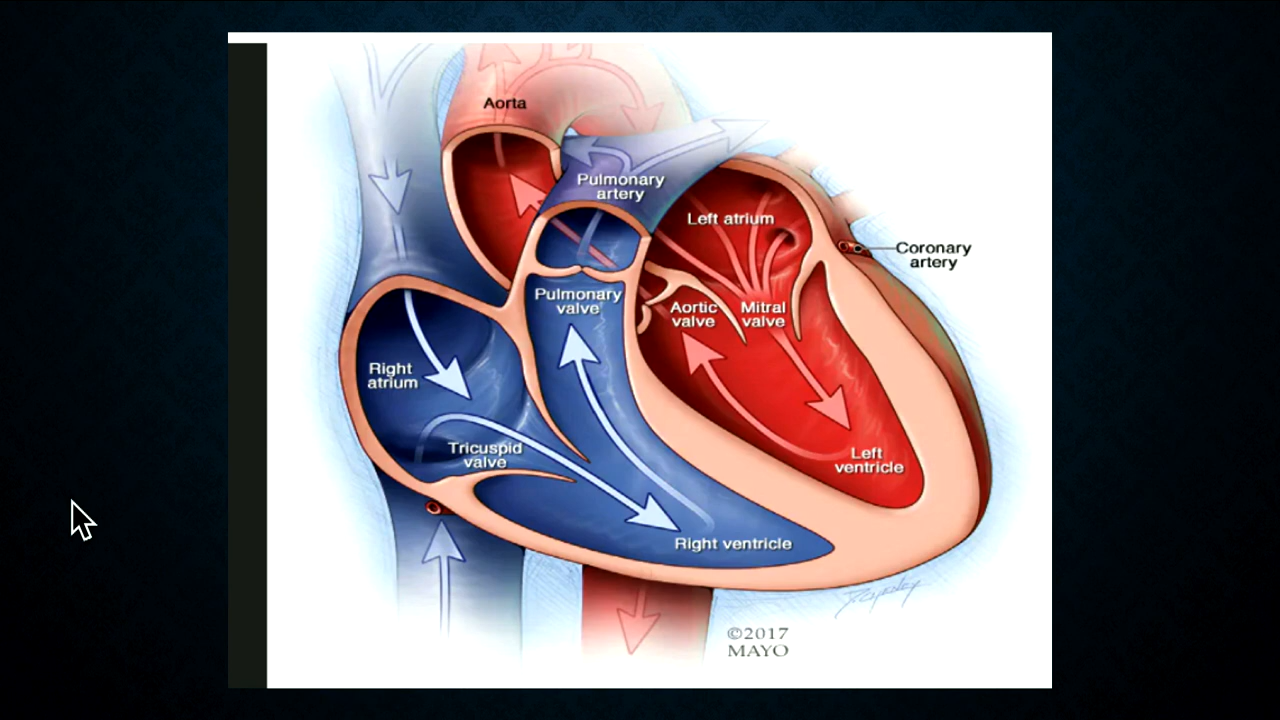 Aorta
Pulmonary
artery
Left atrium
Coronary
artery
Pulmonary
valve
Aortic
valve
Mitral
valve
Right
atrium
Tricuspid
valve
Left
ventricle
Right ventricle
©2017
MAYO